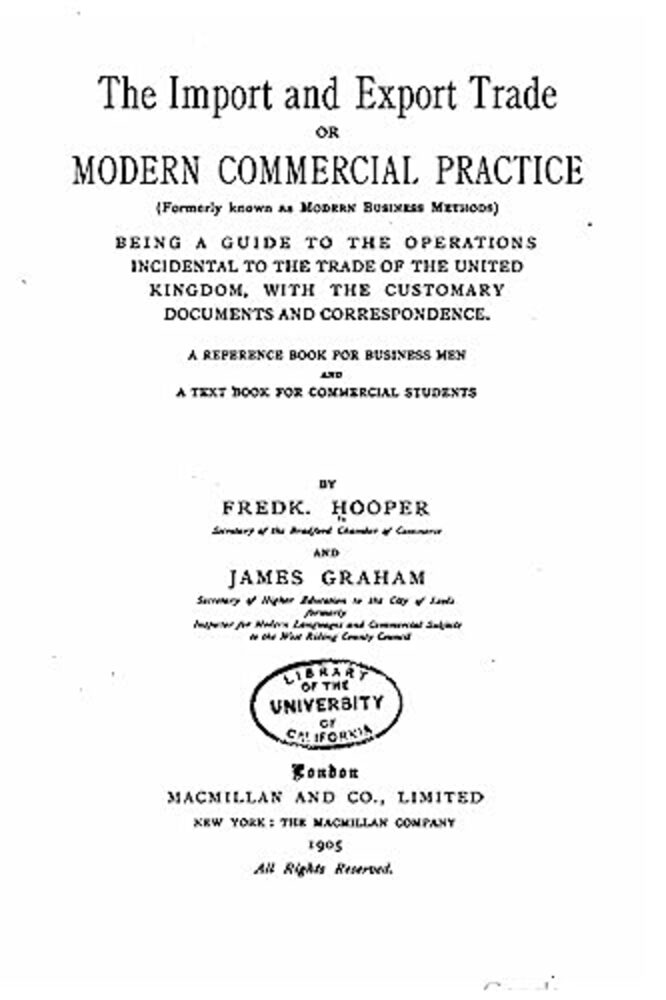 The Import and Export Trade
OR
MODERN COMMERCIAL PRACTICE
(Formerly known as MODERN BUSINESS METHODS)
BEING A GUIDE TO THE OPERATIONS
INCIDENTAL TO THE TRADE OF THE UNITED
KINGDOM, WITH THE CUSTOMARY
DOCUMENTS AND CORRESPONDENCE.
A REFERENCE BOOK FOR BUSINESS MEN
AND
A TEXT BOOK FOR COMMERCIAL STUDENTS
BY
FREDK. HOOPER
Secretary of the Bradford Chamber of Commerce
AND
JAMES GRAHAM
Secretary of Higher Education to the City of Leeds
formerly
Inspector for Modern Languages and Commercial Subjects
to the West Riding County Council
LIBRARY
OF THE
UNIVERSITY
OF
CALIFORNIA
London
MACMILLAN AND CO., LIMITED
NEW YORK: THE MACMILLAN COMPANY
1905
All Rights Reserved.